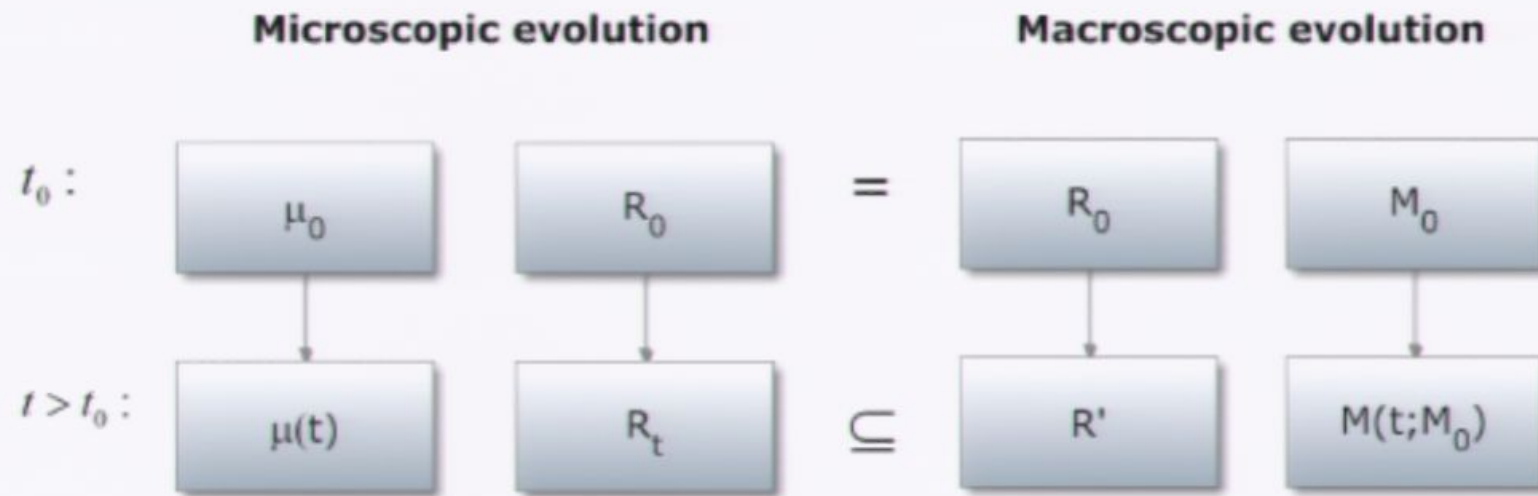 Microscopic evolution Macroscopic evolution
t₀ : μ₀ R₀ = R₀ M₀
t > t₀ : μ(t) Rₜ ⊆ R' M(t;M₀)